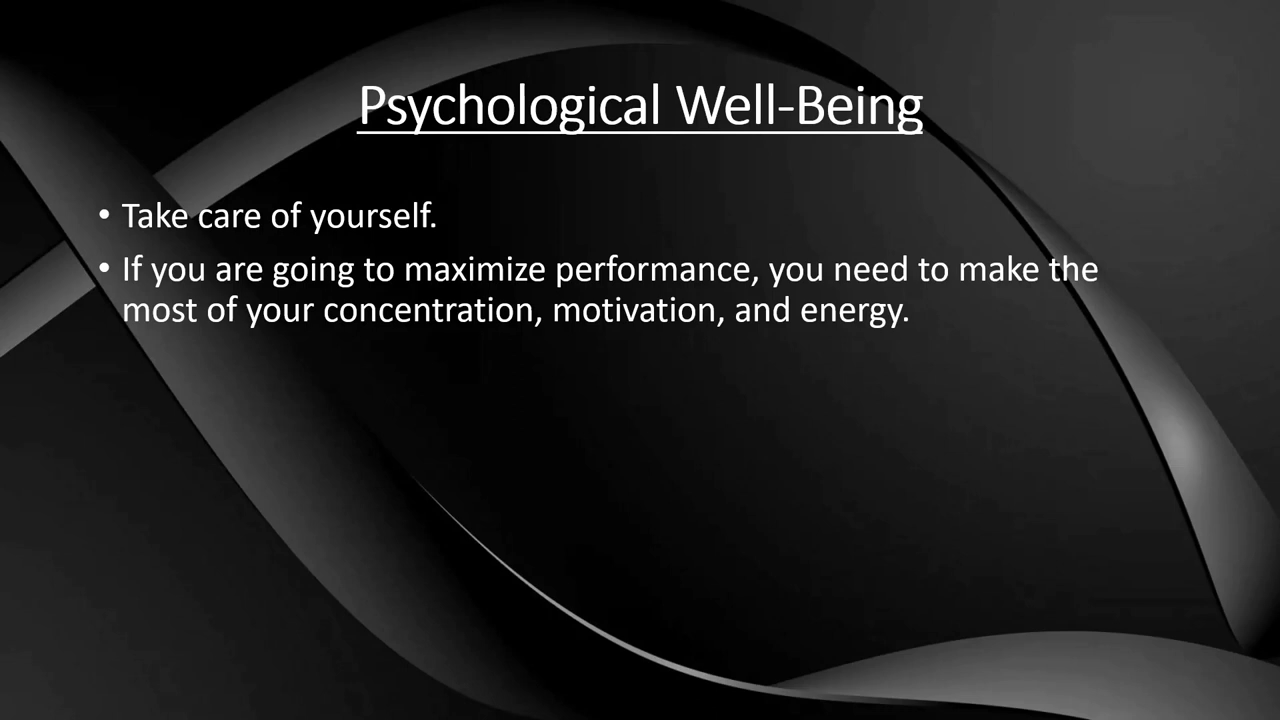 Psychological Well-Being
• Take care of yourself.
• If you are going to maximize performance, you need to make the
most of your concentration, motivation, and energy.